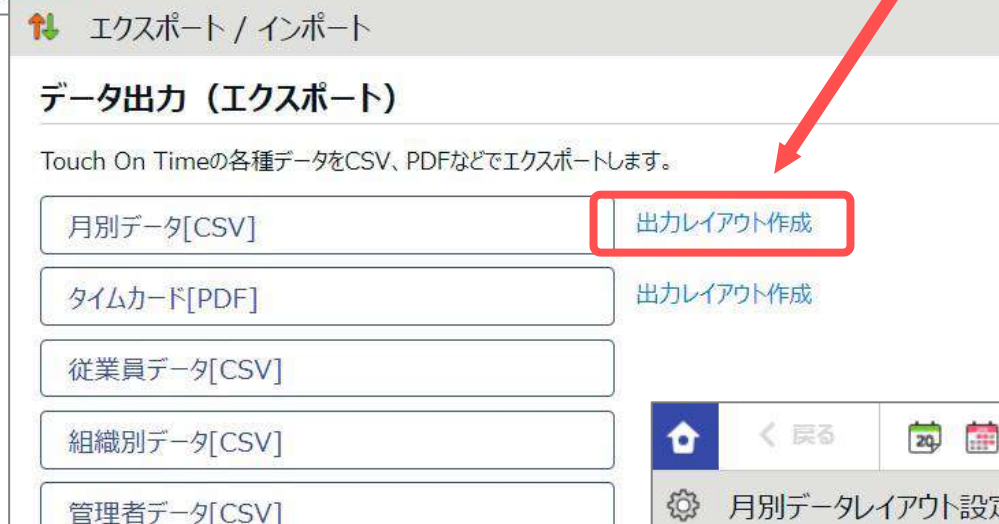 エクスポート / インポート
データ出力（エクスポート）
Touch On Timeの各種データをCSV、PDFなどでエクスポートします。
月別データ[CSV]
出力レイアウト作成
タイムカード[PDF]
出力レイアウト作成
従業員データ[CSV]
組織別データ[CSV]
管理者データ[CSV]
戻る
20
月別データレイアウト設定